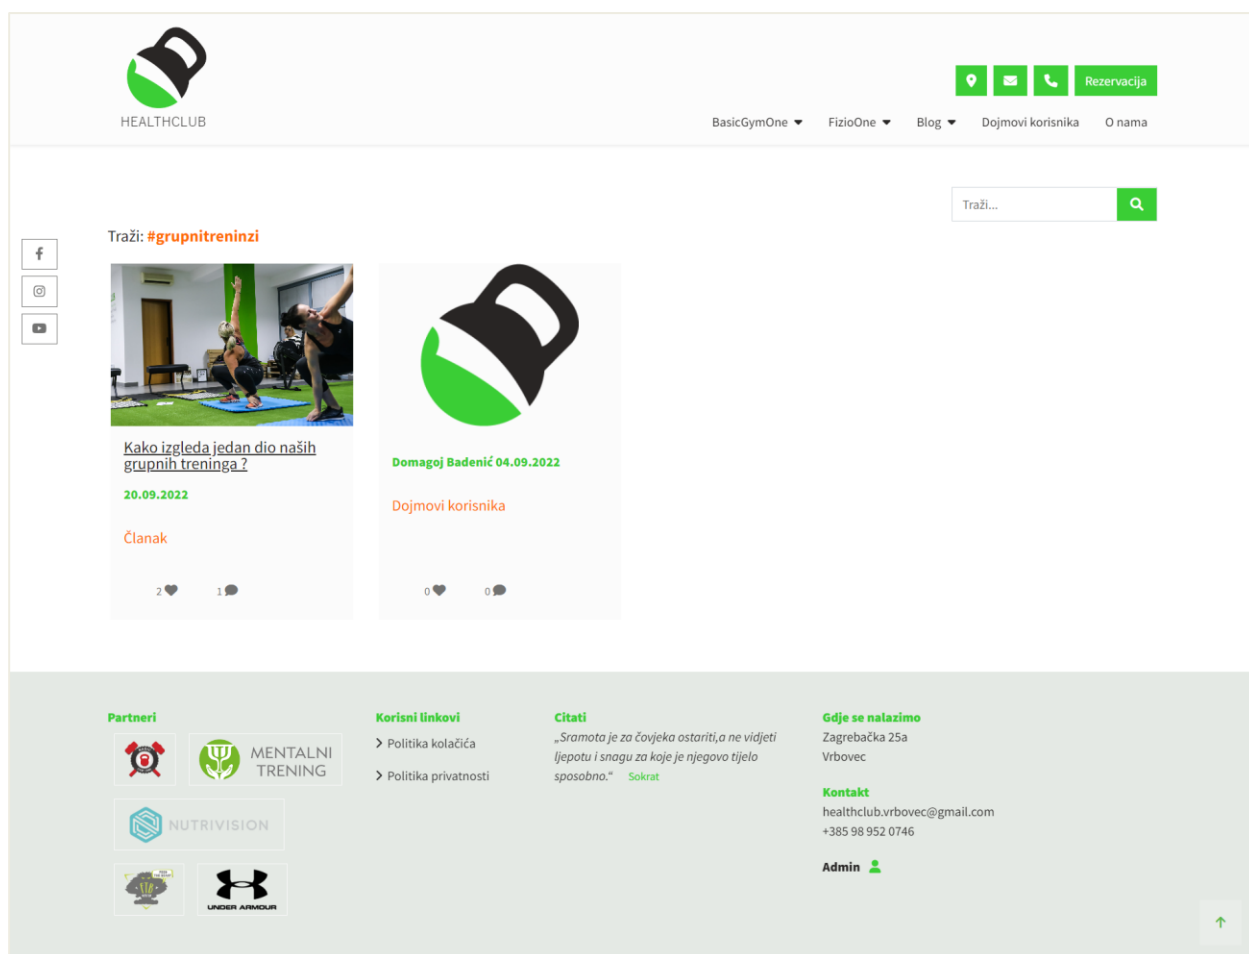 HEALTHCLUB
Rezervacija
BasicGymOne
FizioOne
Blog
Dojmovi korisnika
O nama
Traži...
Traži: #grupnitreninzi
Kako izgleda jedan dio naših
grupnih treninga ?
20.09.2022
Članak
2
1
Domagoj Badenić 04.09.2022
Dojmovi korisnika
0
0
Partneri
MENTALNI
TRENING
NUTRIVISION
UNDER ARMOUR
Korisni linkovi
Politika kolačića
Politika privatnosti
Citati
„Sramota je za čovjeka ostariti,a ne vidjeti
ljepotu i snagu za koje je njegovo tijelo
sposobno.“ Sokrat
Gdje se nalazimo
Zagrebačka 25a
Vrbovec
Kontakt
healthclub.vrbovec@gmail.com
+385 98 952 0746
Admin